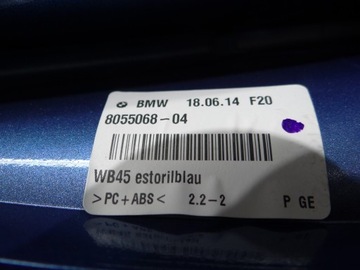 BMW 18.06.14 F20
8055068-04
WB45 estorilblau
>PC+ABS< 2.2-2 P GE